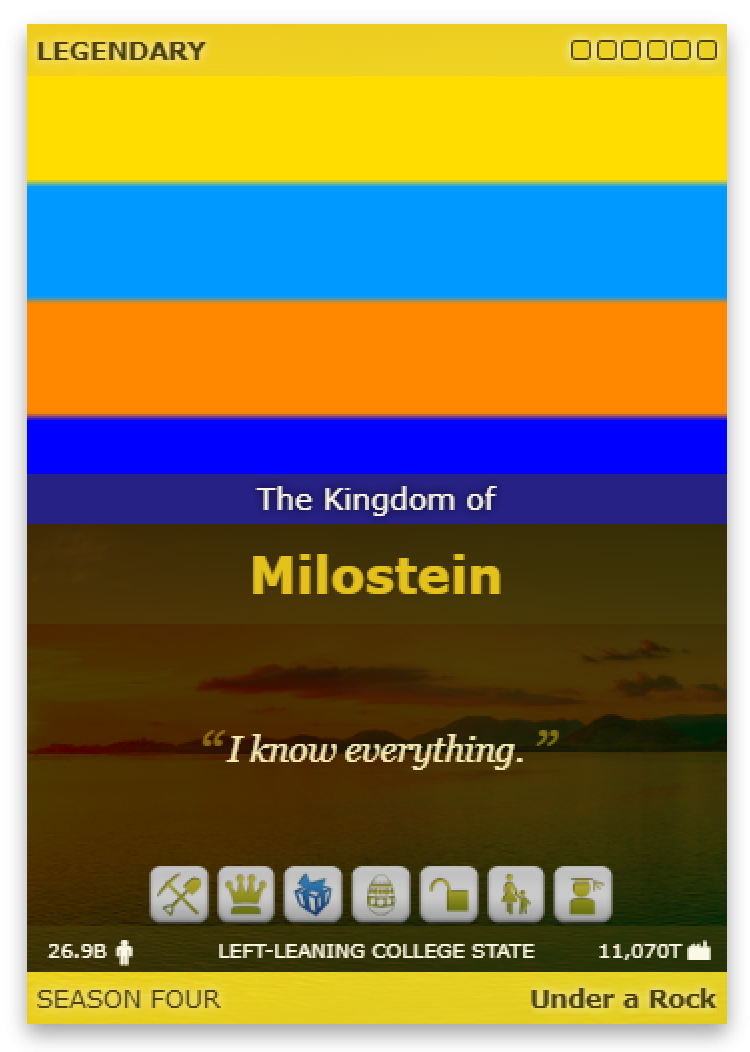 LEGENDARY
The Kingdom of
Milostein
“I know everything.”
26.9B LEFT-LEANING COLLEGE STATE 11,070T
SEASON FOUR Under a Rock